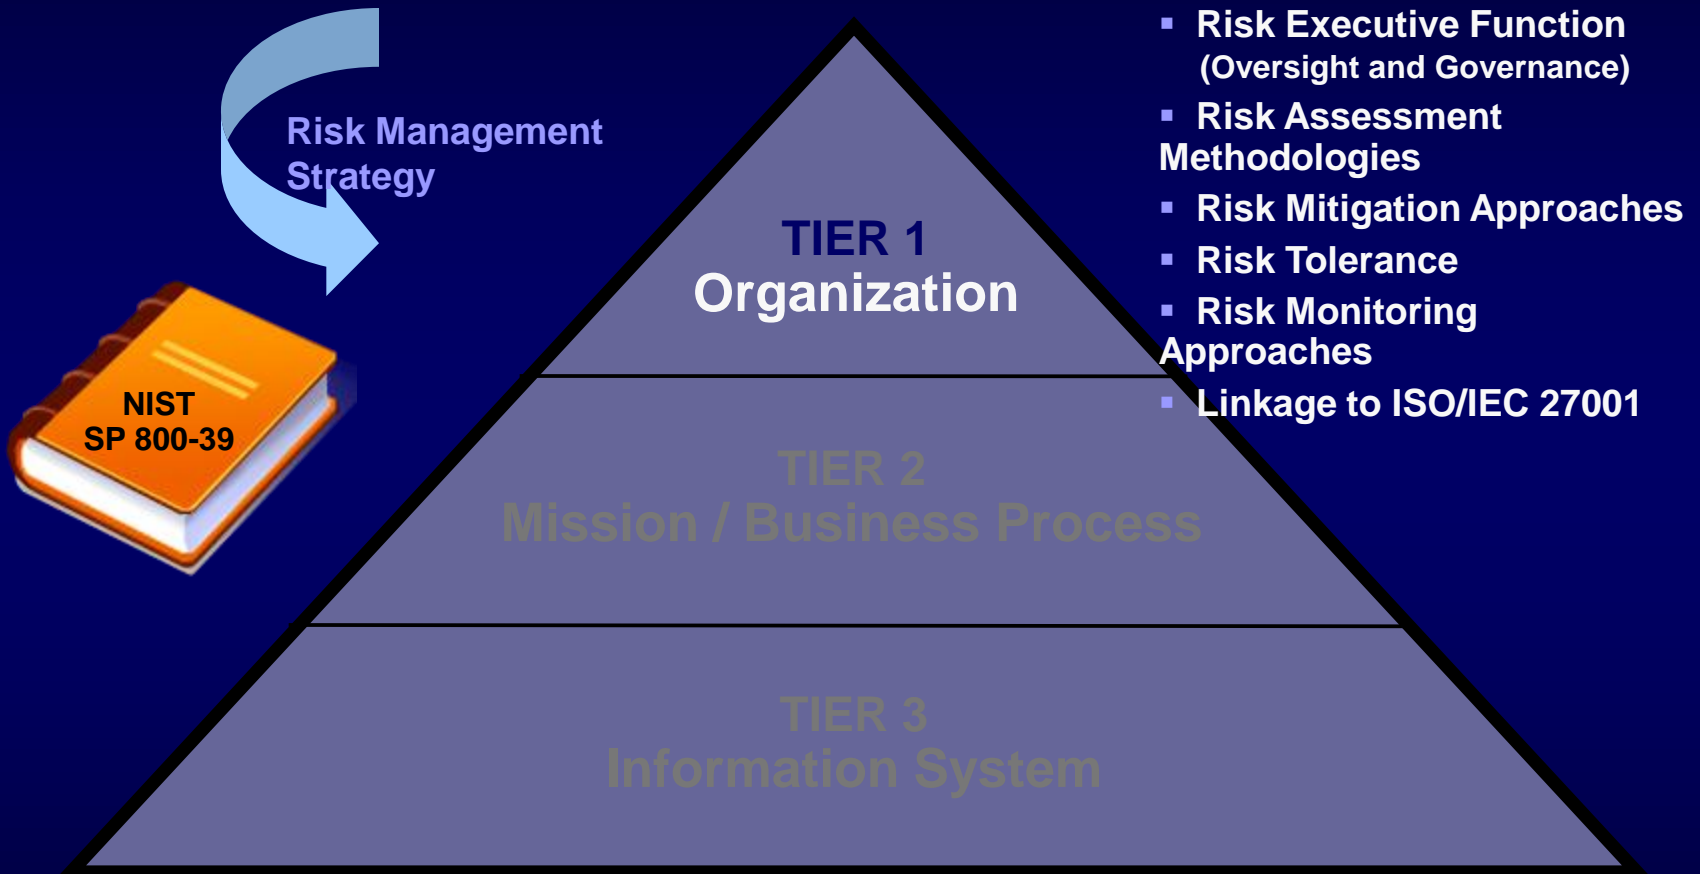 Risk Management
Strategy
NIST
SP 800-39
TIER 1
Organization
TIER 2
Mission / Business Process
TIER 3
Information System
▪ Risk Executive Function
(Oversight and Governance)
▪ Risk Assessment
Methodologies
▪ Risk Mitigation Approaches
▪ Risk Tolerance
▪ Risk Monitoring
Approaches
▪ Linkage to ISO/IEC 27001